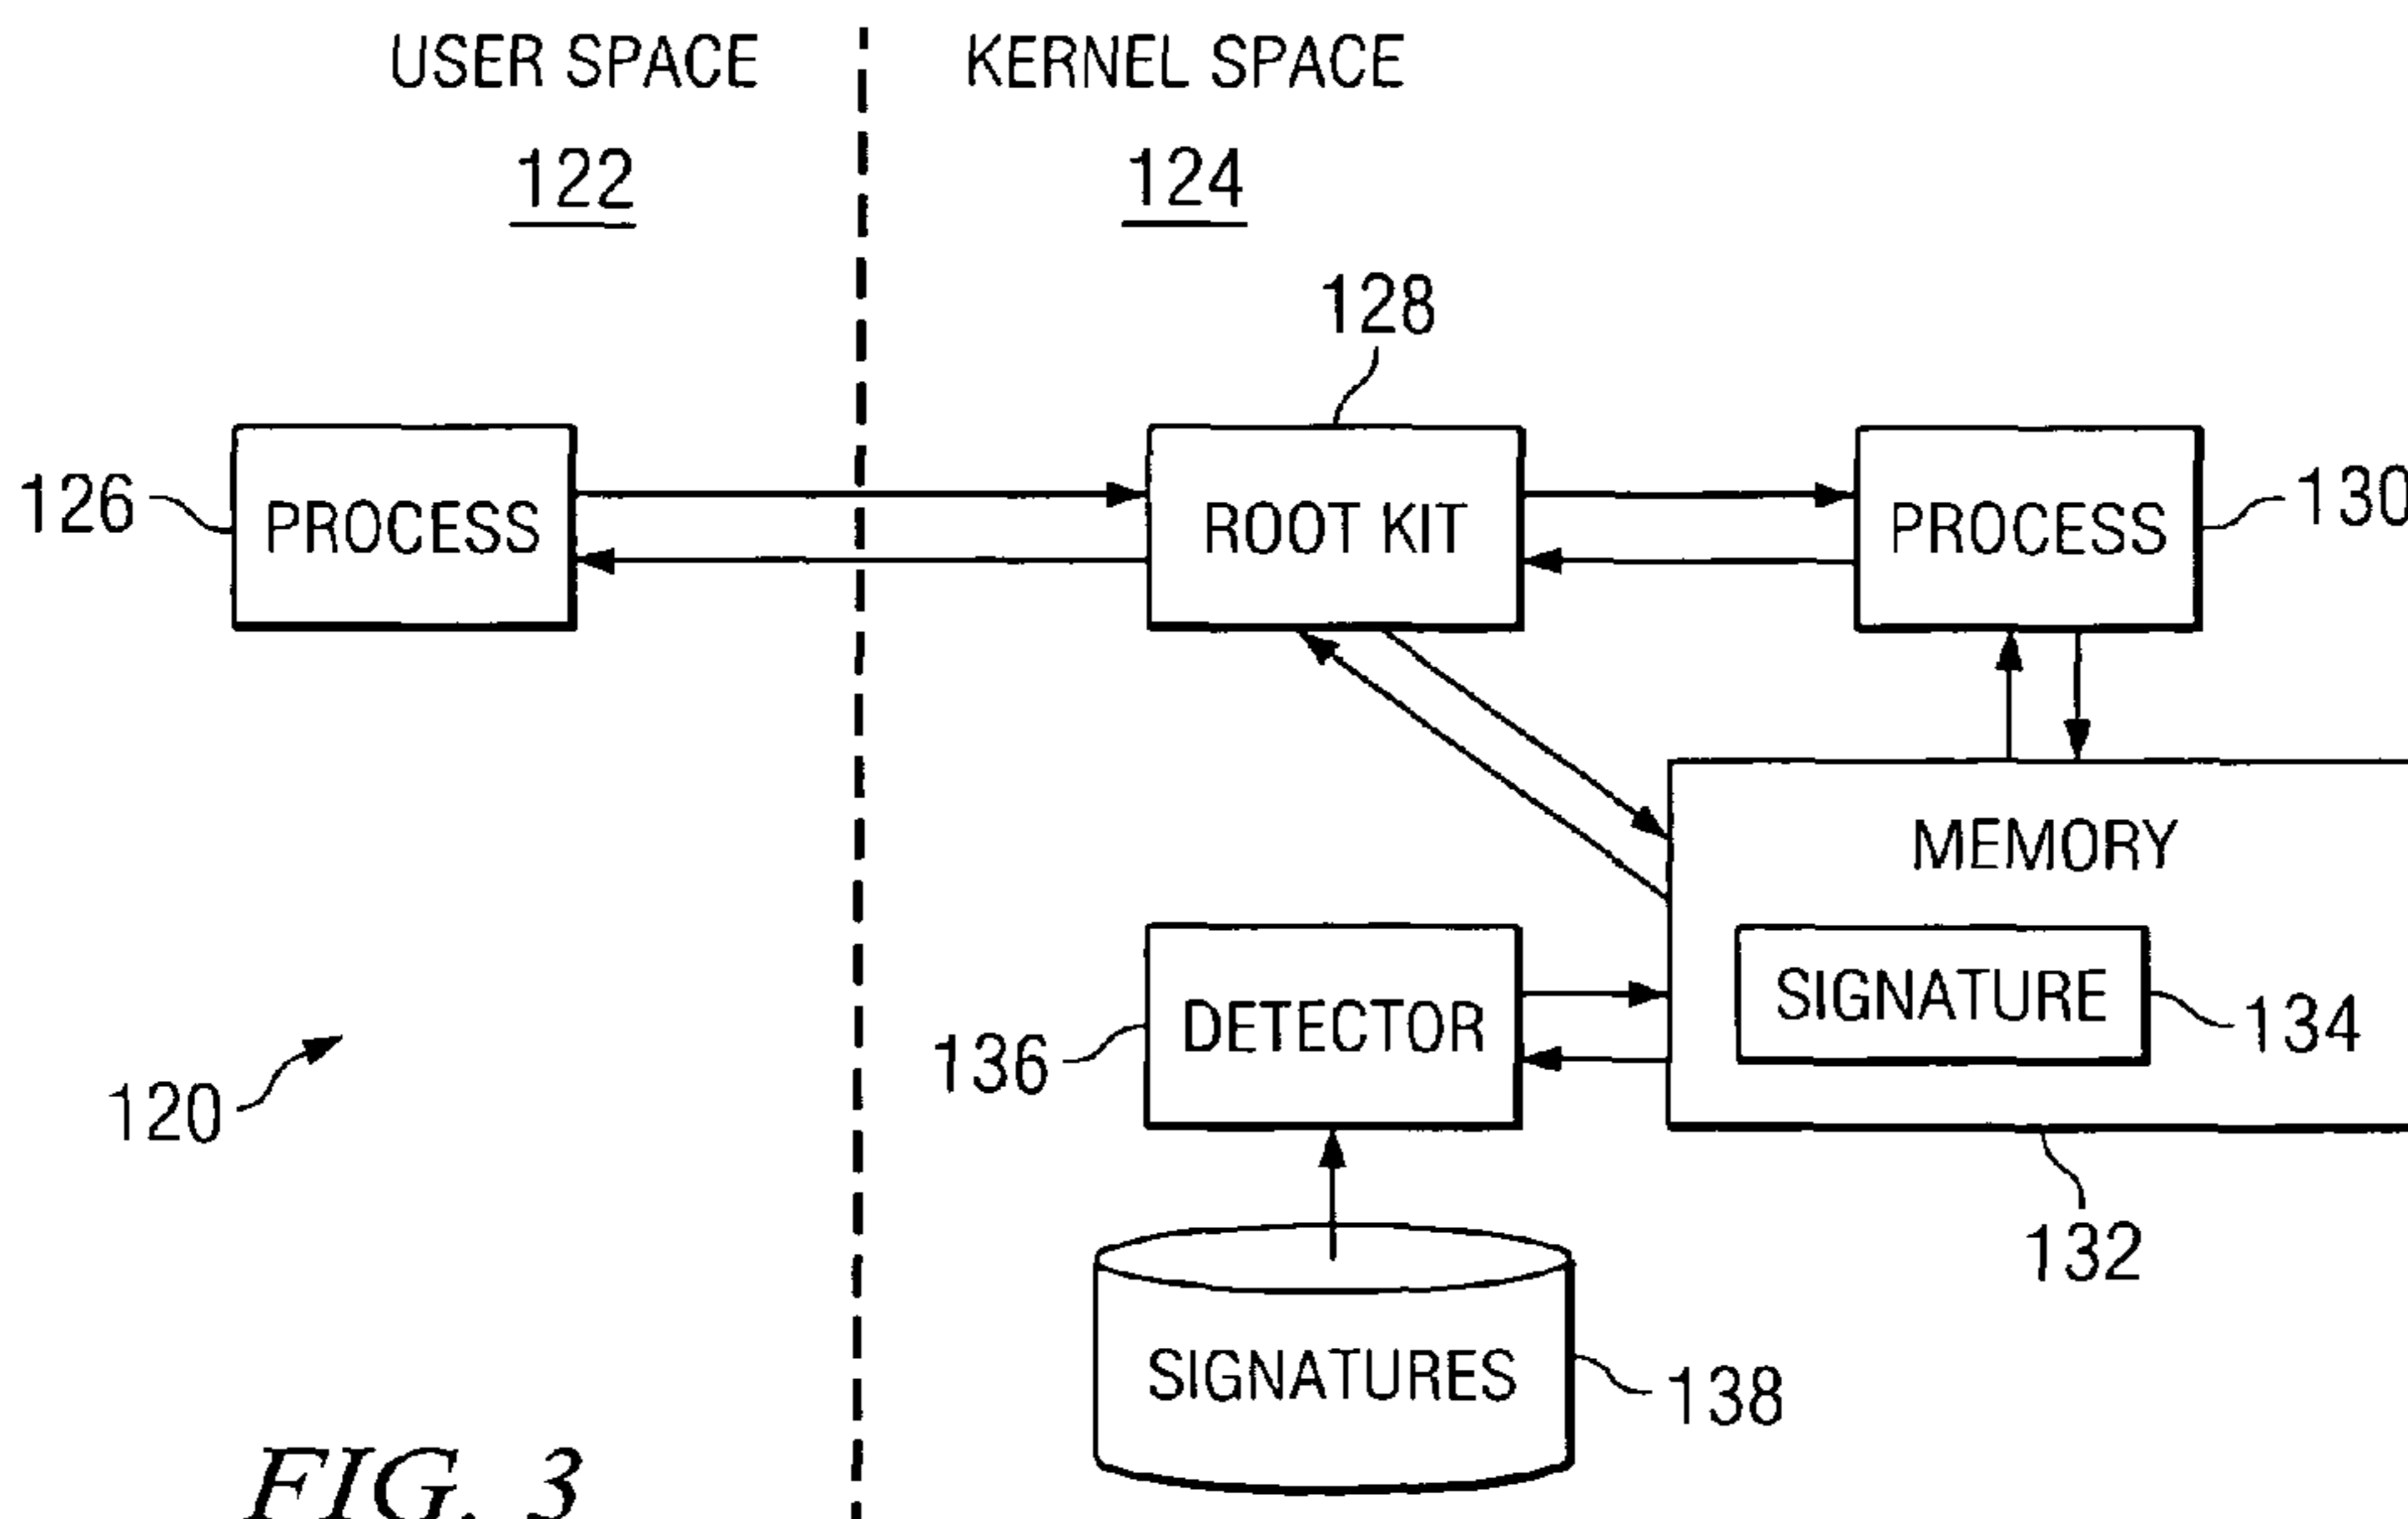 USER SPACE
KERNEL SPACE
122
124
128
126
PROCESS
ROOT KIT
PROCESS
130
MEMORY
SIGNATURE
134
DETECTOR
136
120
132
SIGNATURES
138
FIG. 3